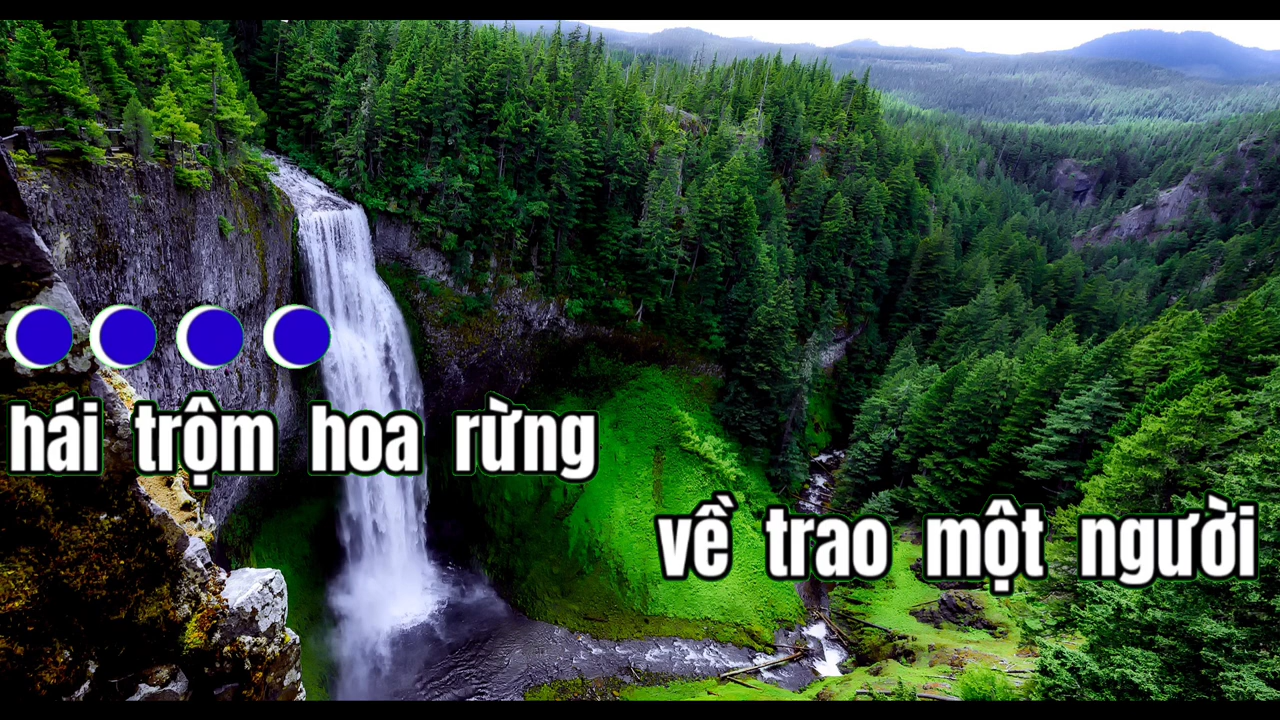 hái trộm hoa rừng
về trao một người